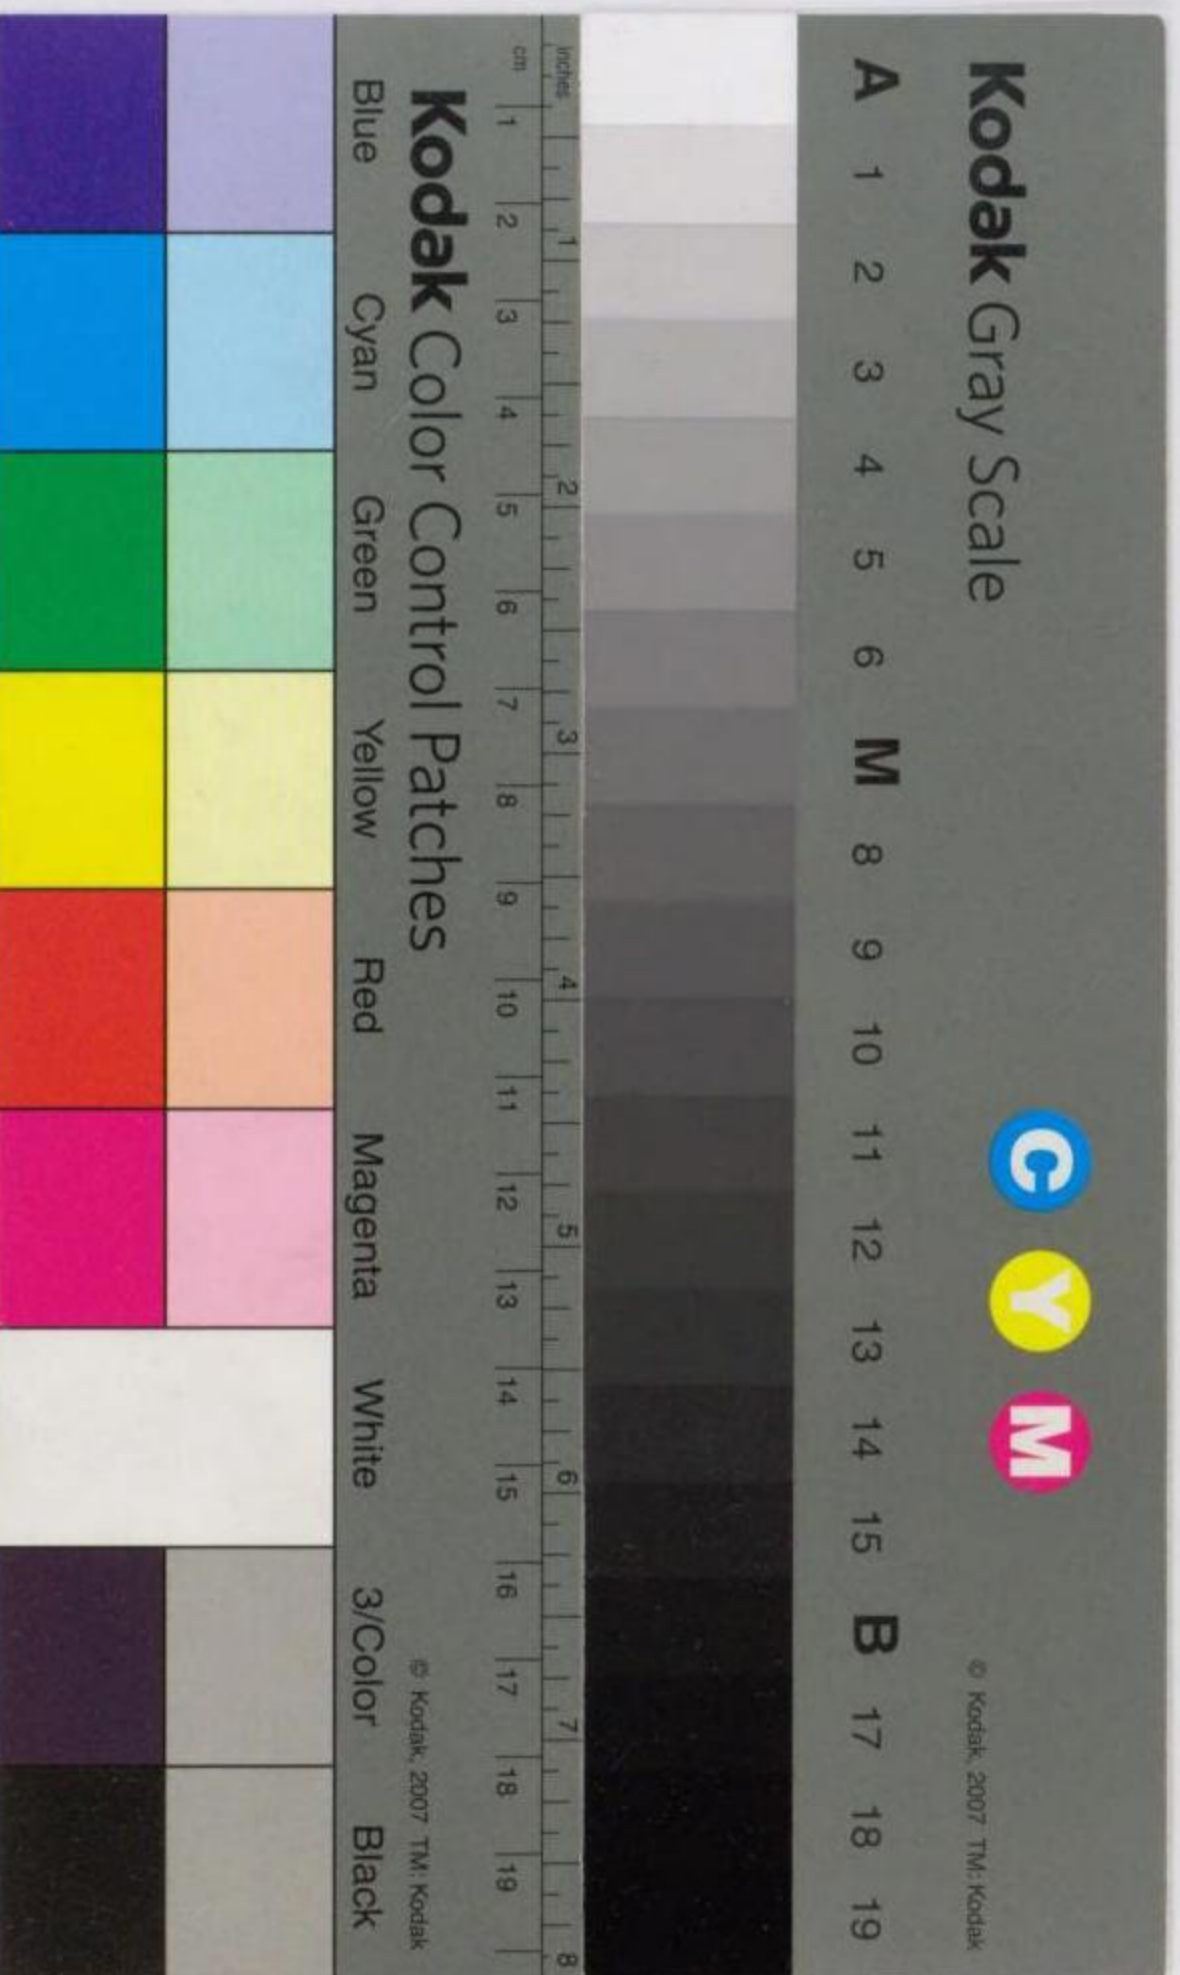 Kodak Gray Scale
C Y M
© Kodak, 2007 TM: Kodak
A 1 2 3 4 5 6 M 8 9 10 11 12 13 14 15 B 17 18 19
inches 1 2 3 4 5 6 7 8
cm 1 2 3 4 5 6 7 8 9 10 11 12 13 14 15 16 17 18 19
Kodak Color Control Patches
© Kodak, 2007 TM: Kodak
Blue Cyan Green Yellow Red Magenta White 3/Color Black